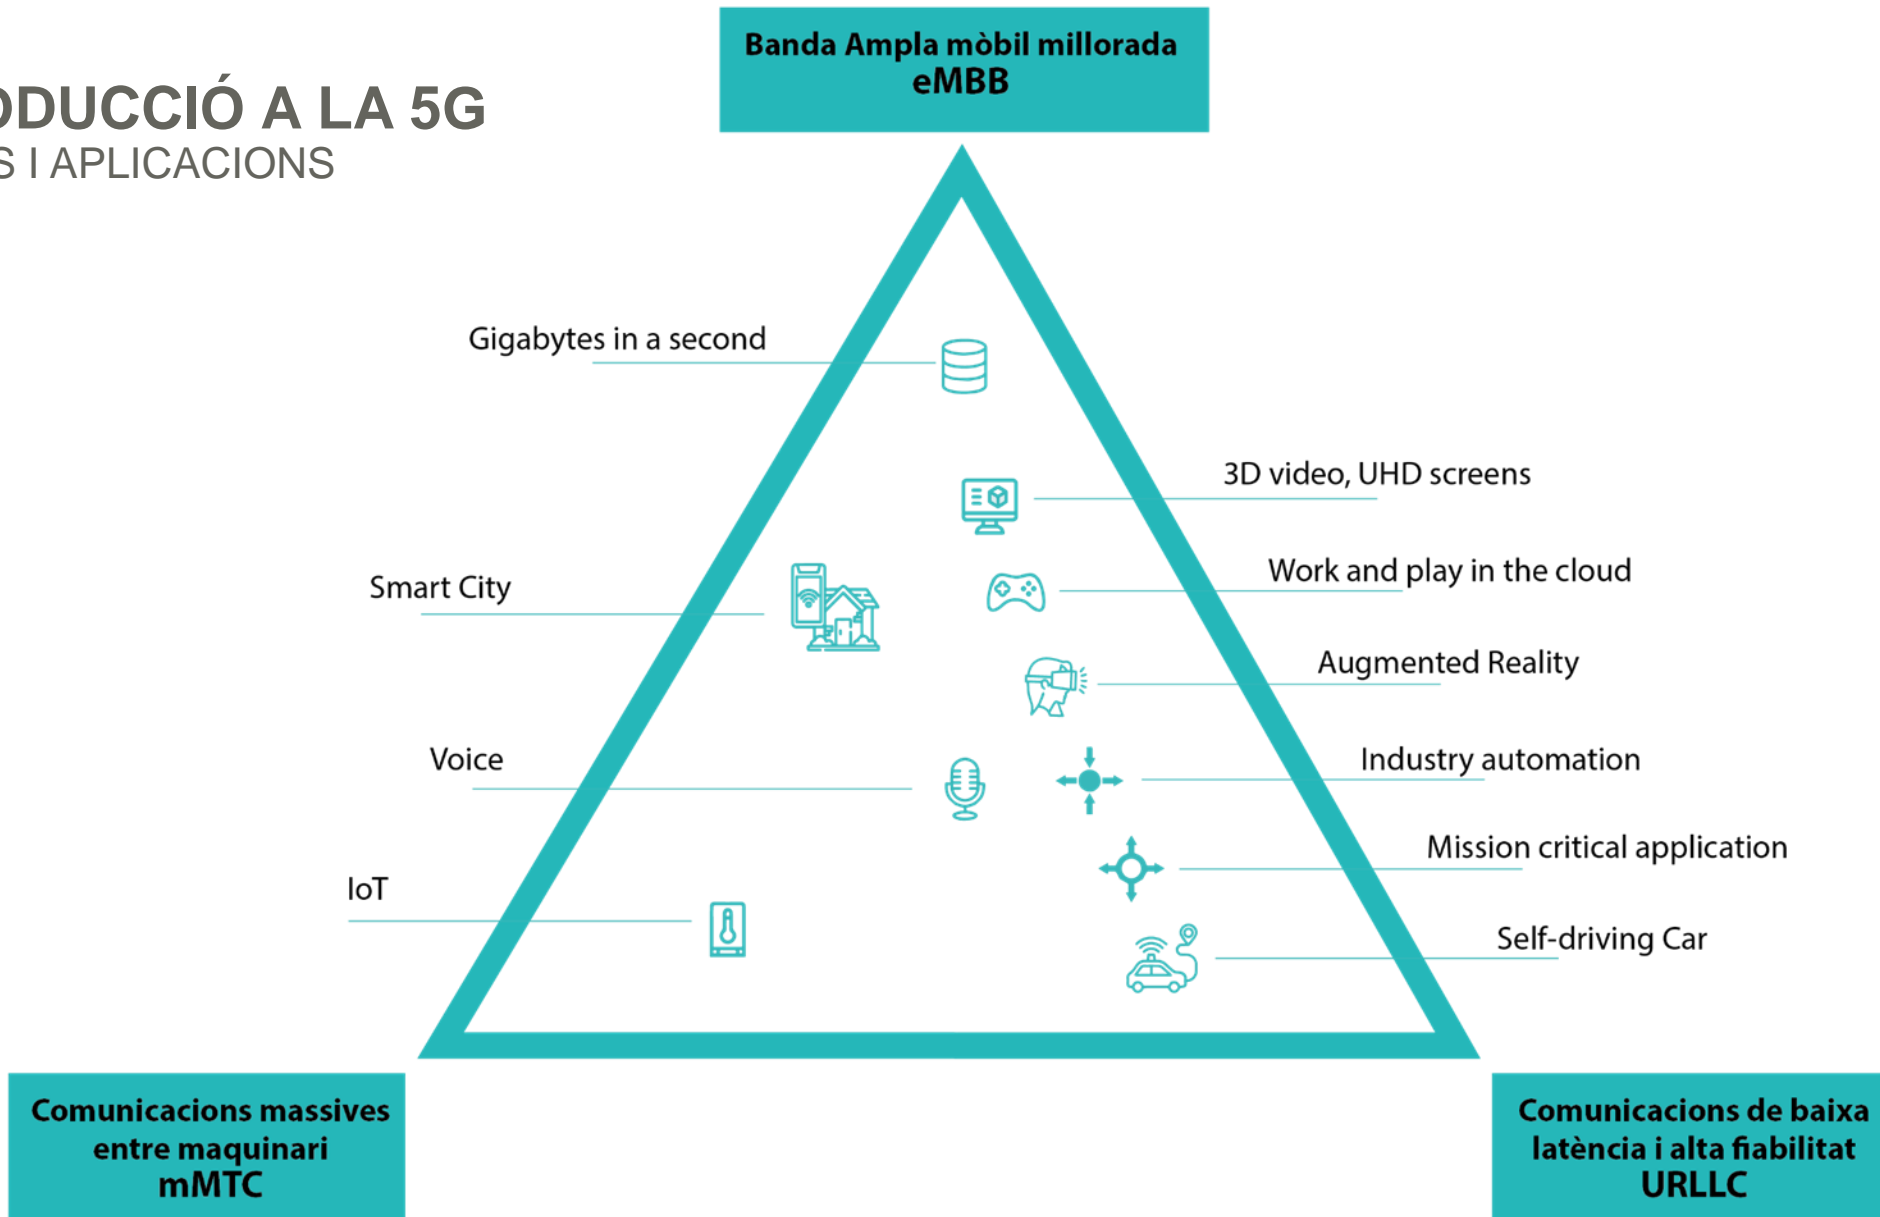 Banda Ampla mòbil millorada
eMBB
ODUCCIÓ A LA 5G
S I APLICACIONS
Gigabytes in a second
3D video, UHD screens
Work and play in the cloud
Smart City
Augmented Reality
Voice
Industry automation
Mission critical application
IoT
Self-driving Car
Comunicacions massives
entre maquinari
mMTC
Comunicacions de baixa
latència i alta fiabilitat
URLLC